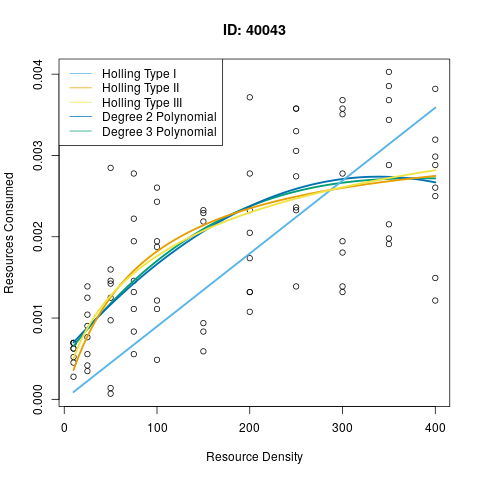 ID: 40043
Holling Type I
Holling Type II
Holling Type III
Degree 2 Polynomial
Degree 3 Polynomial
Resources Consumed
0.004
0.003
0.002
0.001
0.000
0 100 200 300 400
Resource Density